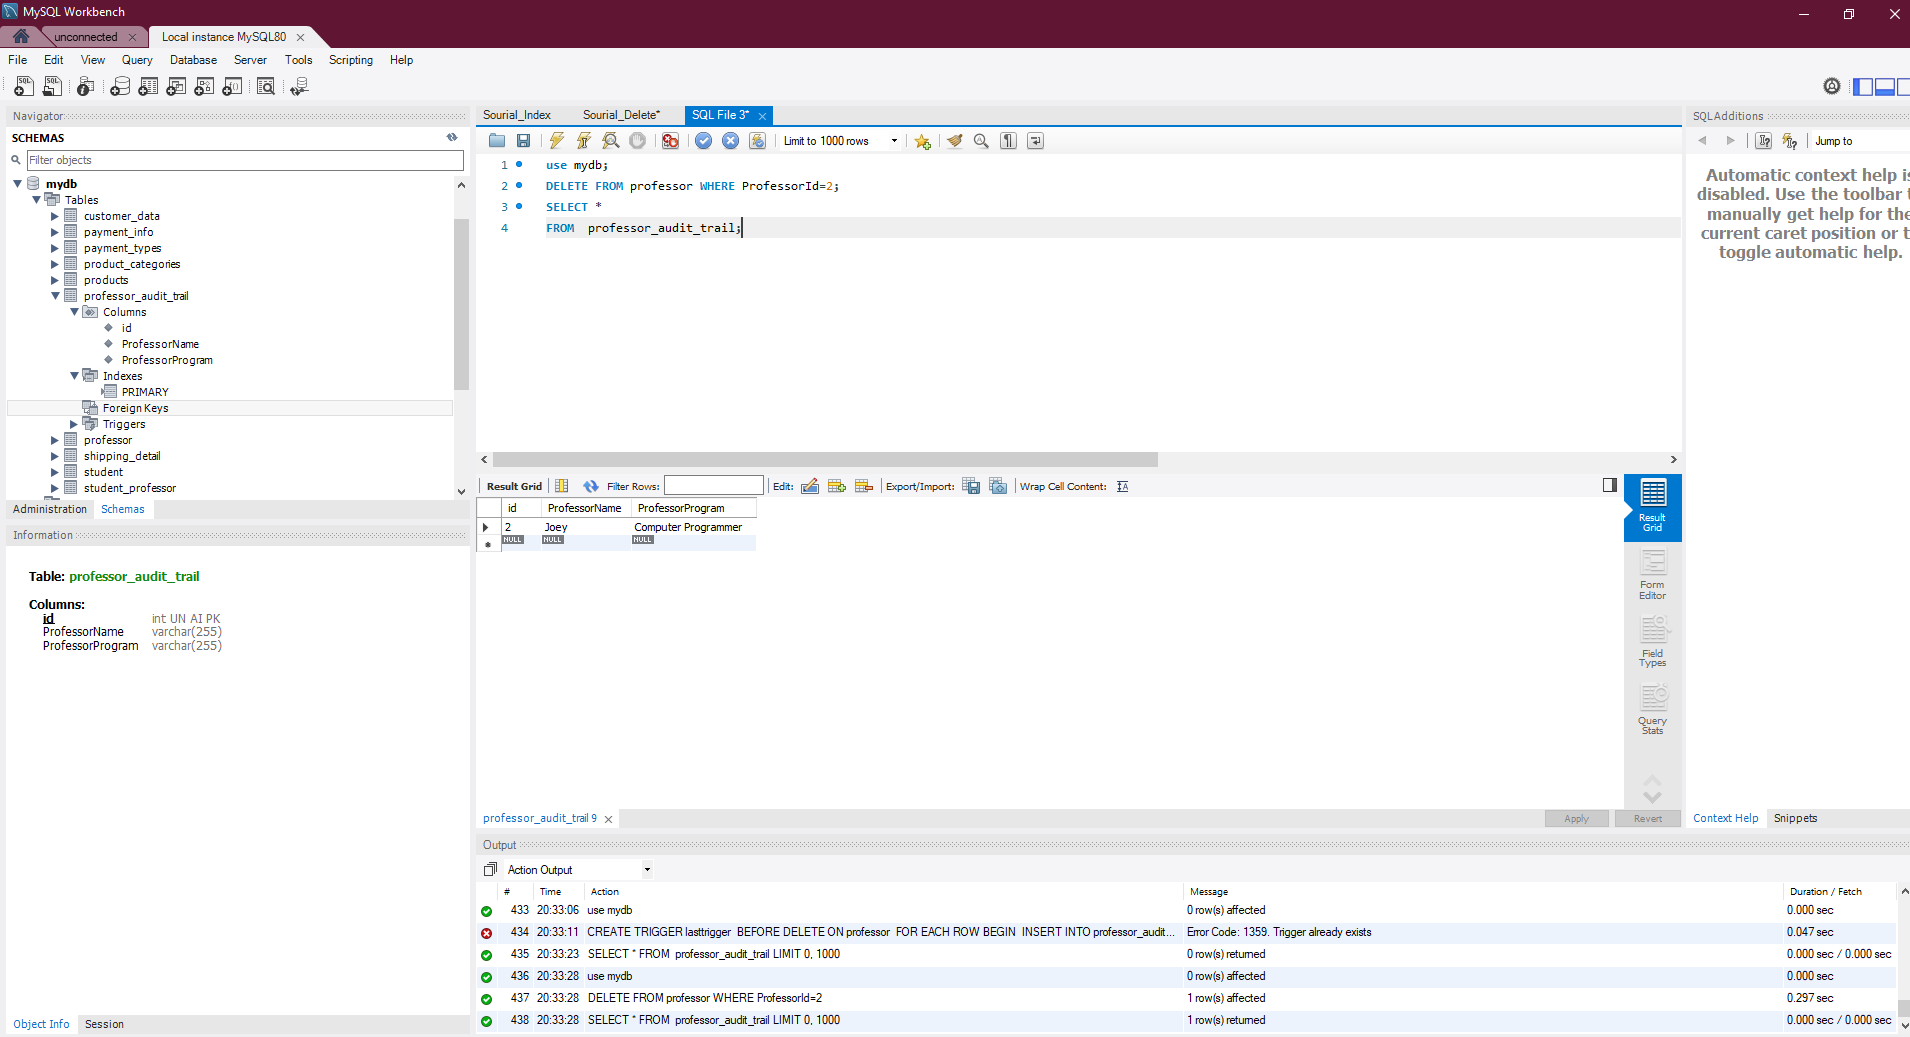 MySQL Workbench
unconnected
Local instance MySQL80
File Edit View Query Database Server Tools Scripting Help
Navigator
SCHEMAS
Filter objects
mydb
Tables
customer_data
payment_info
payment_types
product_categories
products
professor_audit_trail
Columns
id
ProfessorName
ProfessorProgram
Indexes
PRIMARY
Foreign Keys
Triggers
professor
shipping_detail
student
student_professor
Administration Schemas
Information
Table: professor_audit_trail
Columns:
id int UN AI PK
ProfessorName varchar(255)
ProfessorProgram varchar(255)
Object Info Session
Sourial_Index Sourial_Delete* SQL File 3*
Limit to 1000 rows
1 use mydb;
2 DELETE FROM professor WHERE ProfessorId=2;
3 SELECT *
4 FROM professor_audit_trail;
Result Grid Filter Rows: Edit: Export/Import: Wrap Cell Content:
id ProfessorName ProfessorProgram
2 Joey Computer Programmer
NULL NULL NULL
Result
Grid
Form
Editor
Field
Types
Query
Stats
professor_audit_trail 9
Apply Revert
SQLAdditions
Jump to
Automatic context help is
disabled. Use the toolbar t
manually get help for the
current caret position or t
toggle automatic help.
Context Help Snippets
Output
Action Output
# Time Action Message Duration / Fetch
433 20:33:06 use mydb 0 row(s) affected 0.000 sec
434 20:33:11 CREATE TRIGGER lasttrigger BEFORE DELETE ON professor FOR EACH ROW BEGIN INSERT INTO professor_audit... Error Code: 1359. Trigger already exists 0.047 sec
435 20:33:23 SELECT * FROM professor_audit_trail LIMIT 0, 1000 0 row(s) returned 0.000 sec / 0.000 sec
436 20:33:28 use mydb 0 row(s) affected 0.000 sec
437 20:33:28 DELETE FROM professor WHERE ProfessorId=2 1 row(s) affected 0.297 sec
438 20:33:28 SELECT * FROM professor_audit_trail LIMIT 0, 1000 1 row(s) returned 0.000 sec / 0.000 sec